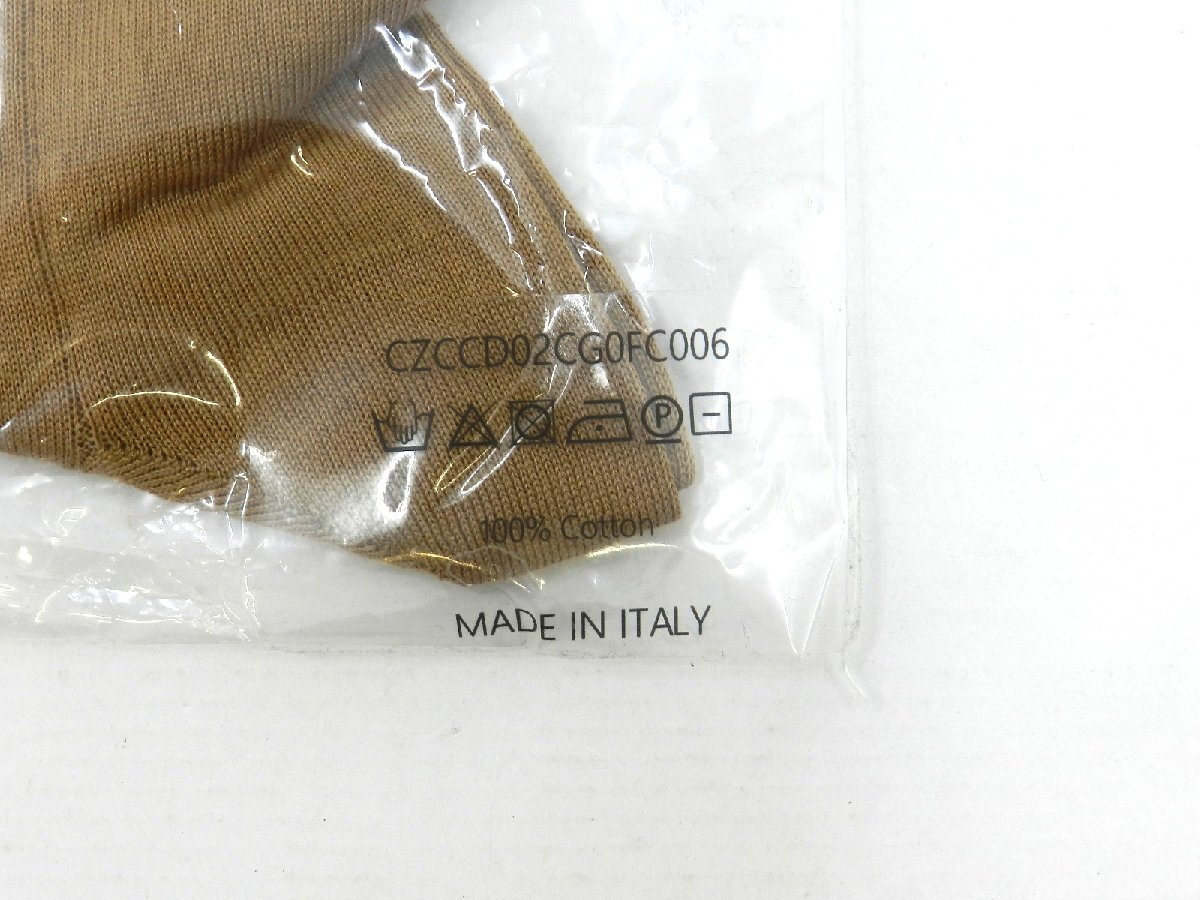 CZCCD02CG0FC006
P
100% Cotton
MADE IN ITALY